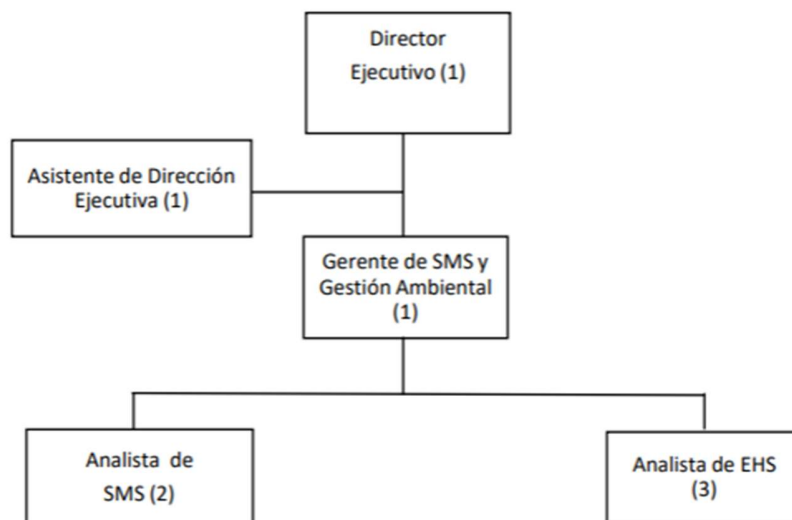 Director
Ejecutivo (1)
Asistente de Dirección
Ejecutiva (1)
Gerente de SMS y
Gestión Ambiental
(1)
Analista de
SMS (2)
Analista de EHS
(3)